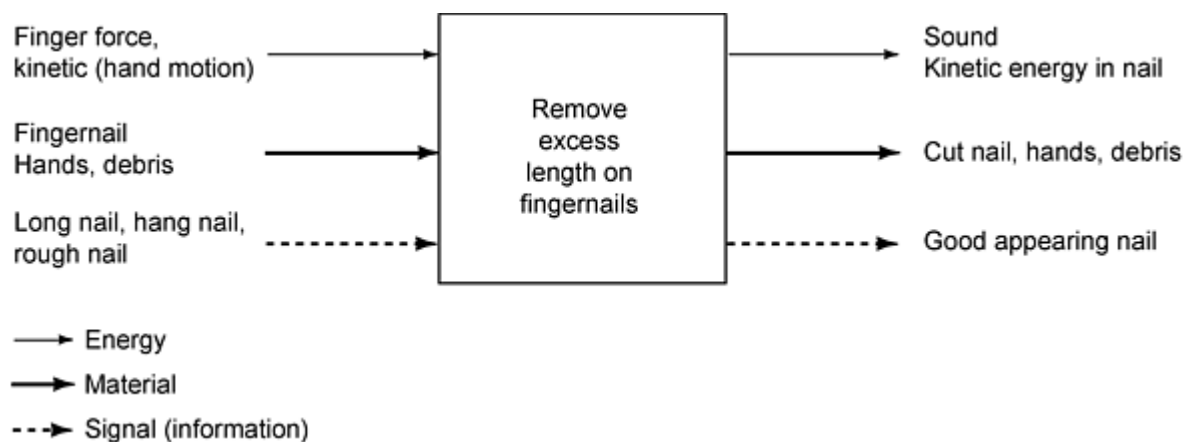 Finger force,
kinetic (hand motion)
Fingernail
Hands, debris
Long nail, hang nail,
rough nail
Remove
excess
length on
fingernails
Sound
Kinetic energy in nail
Cut nail, hands, debris
Good appearing nail
Energy
Material
Signal (information)